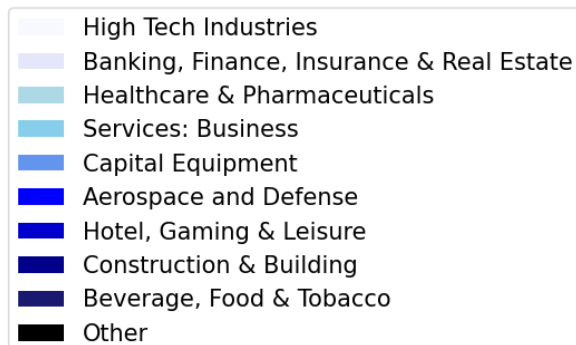 High Tech Industries
Banking, Finance, Insurance & Real Estate
Healthcare & Pharmaceuticals
Services: Business
Capital Equipment
Aerospace and Defense
Hotel, Gaming & Leisure
Construction & Building
Beverage, Food & Tobacco
Other